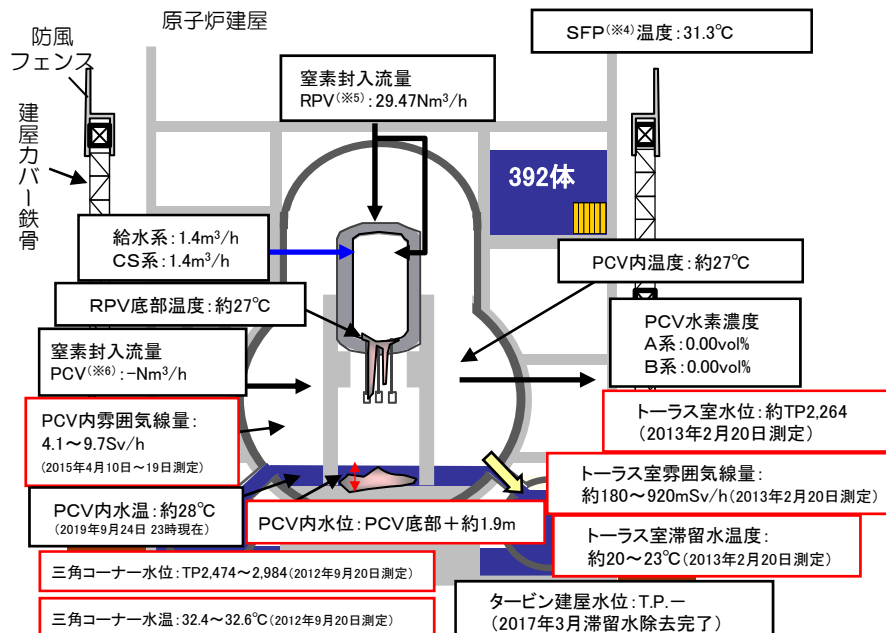 原子炉建屋
防風
フェンス
建屋カバー鉄骨
SFP(※4)温度：31.3℃
窒素封入流量
RPV(※5)：29.47Nm³/h
392体
給水系：1.4m³/h
CS系：1.4m³/h
PCV内温度：約27℃
RPV底部温度：約27℃
PCV水素濃度
A系：0.00vol%
B系：0.00vol%
窒素封入流量
PCV(※6)：－Nm³/h
PCV内雰囲気線量：
4.1～9.7Sv/h
(2015年4月10日～19日測定)
トーラス室水位：約TP2,264
(2013年2月20日測定)
トーラス室雰囲気線量：
約180～920mSv/h(2013年2月20日測定)
PCV内水温：約28℃
(2019年9月24日 23時現在)
PCV内水位：PCV底部＋約1.9m
トーラス室滞留水温度：
約20～23℃(2013年2月20日測定)
三角コーナー水位：TP2,474～2,984(2012年9月20日測定)
三角コーナー水温：32.4～32.6℃(2012年9月20日測定)
タービン建屋水位：T.P.－
(2017年3月滞留水除去完了)